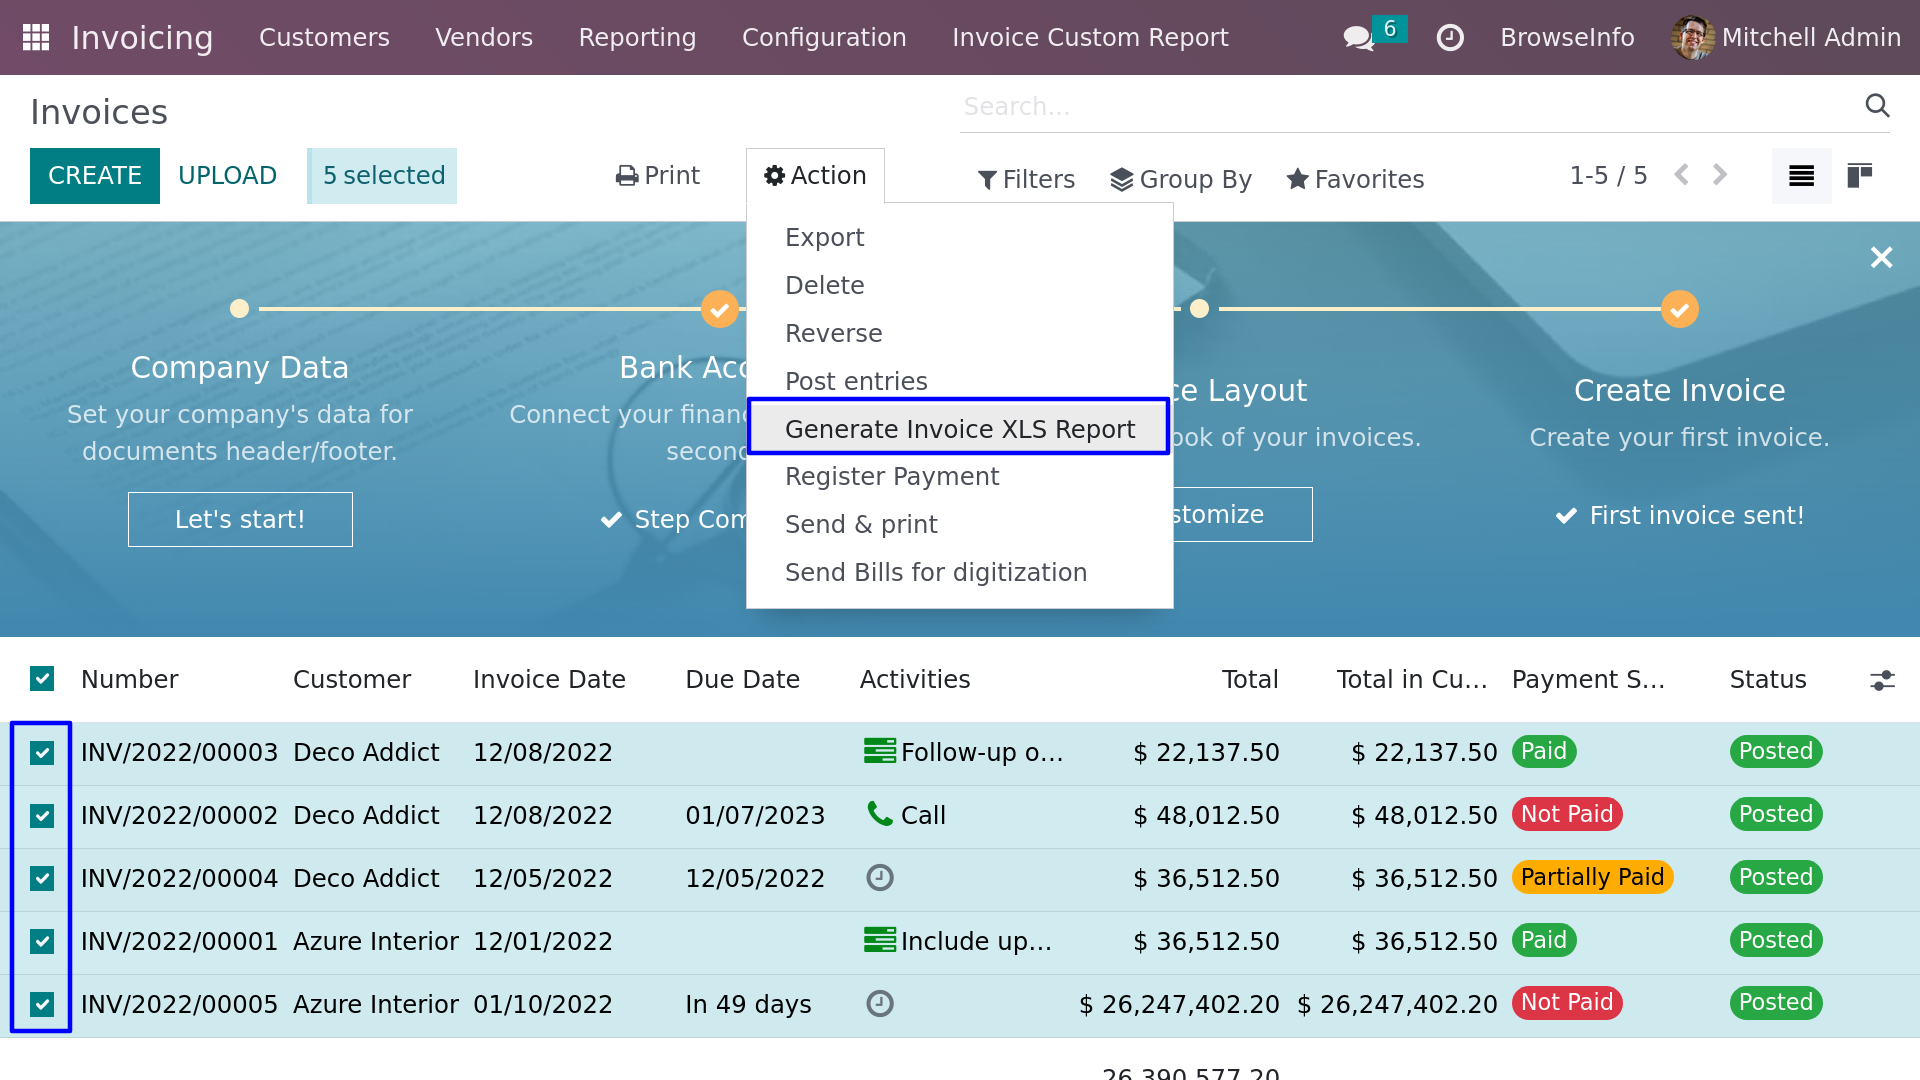 Invoicing Customers Vendors Reporting Configuration Invoice Custom Report 6 BrowseInfo Mitchell Admin
Invoices
Search...
CREATE UPLOAD 5 selected Print Action Filters Group By Favorites 1-5 / 5
Export
Delete
Reverse
Post entries
Generate Invoice XLS Report
Register Payment
Send & print
Send Bills for digitization
Company Data
Set your company's data for
documents header/footer.
Let's start!
Bank Acc
Connect your finan
secon
Step Com
ce Layout
ook of your invoices.
stomize
Create Invoice
Create your first invoice.
First invoice sent!
Number Customer Invoice Date Due Date Activities Total Total in Cu... Payment S... Status
INV/2022/00003 Deco Addict 12/08/2022 Follow-up o... $ 22,137.50 $ 22,137.50 Paid Posted
INV/2022/00002 Deco Addict 12/08/2022 01/07/2023 Call $ 48,012.50 $ 48,012.50 Not Paid Posted
INV/2022/00004 Deco Addict 12/05/2022 12/05/2022 $ 36,512.50 $ 36,512.50 Partially Paid Posted
INV/2022/00001 Azure Interior 12/01/2022 Include up... $ 36,512.50 $ 36,512.50 Paid Posted
INV/2022/00005 Azure Interior 01/10/2022 In 49 days $ 26,247,402.20 $ 26,247,402.20 Not Paid Posted
26,390,577.20